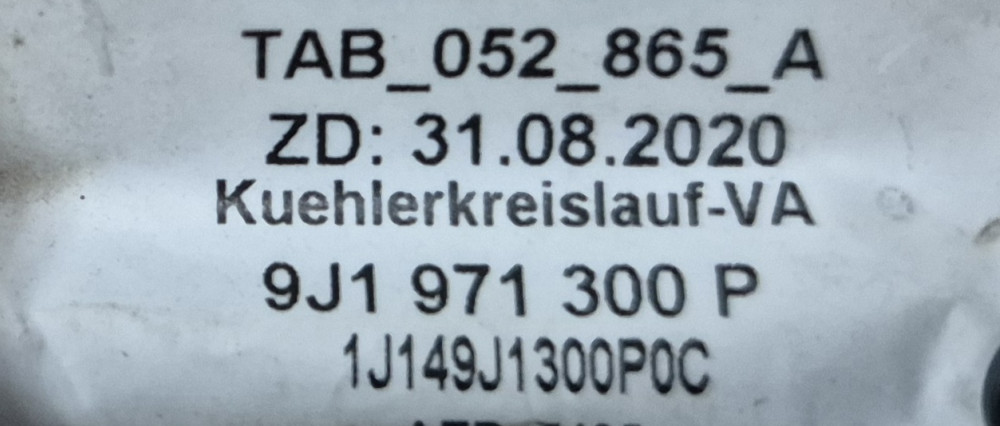 TAB_052_865_A
ZD: 31.08.2020
Kuehlerkreislauf-VA
9J1 971 300 P
1J149J1300P0C